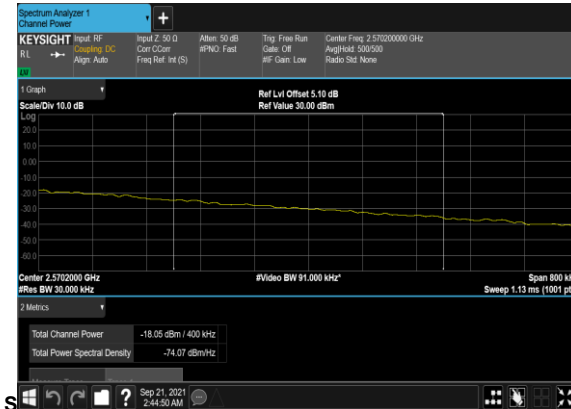 Spectrum Analyzer 1
Channel Power
+
KEYSIGHT
RL
Input: RF
Coupling: DC
Align: Auto
Input Z: 50 Ω
Corr CCorr
Freq Ref: Int (S)
Atten: 50 dB
#PNO: Fast
Trig: Free Run
Gate: Off
#IF Gain: Low
Center Freq: 2.570200000 GHz
Avg|Hold: 500/500
Radio Std: None
1 Graph
Scale/Div 10.0 dB
Ref Lvl Offset 5.10 dB
Ref Value 30.00 dBm
Log
20.0
10.0
0.00
-10.0
-20.0
-30.0
-40.0
-50.0
-60.0
Center 2.5702000 GHz
#Res BW 30.000 kHz
#Video BW 91.000 kHz*
Span 800 k
Sweep 1.13 ms (1001 pt
2 Metrics
Total Channel Power -18.05 dBm / 400 kHz
Total Power Spectral Density -74.07 dBm/Hz
S
?
Sep 21, 2021
2:44:50 AM